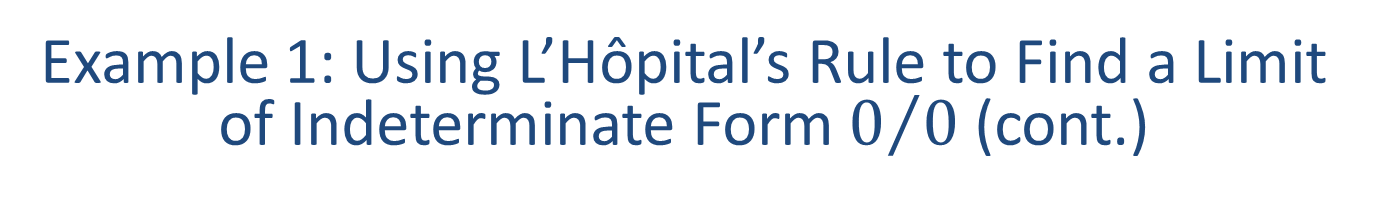 Example 1: Using L’Hôpital’s Rule to Find a Limit
of Indeterminate Form 0/0 (cont.)